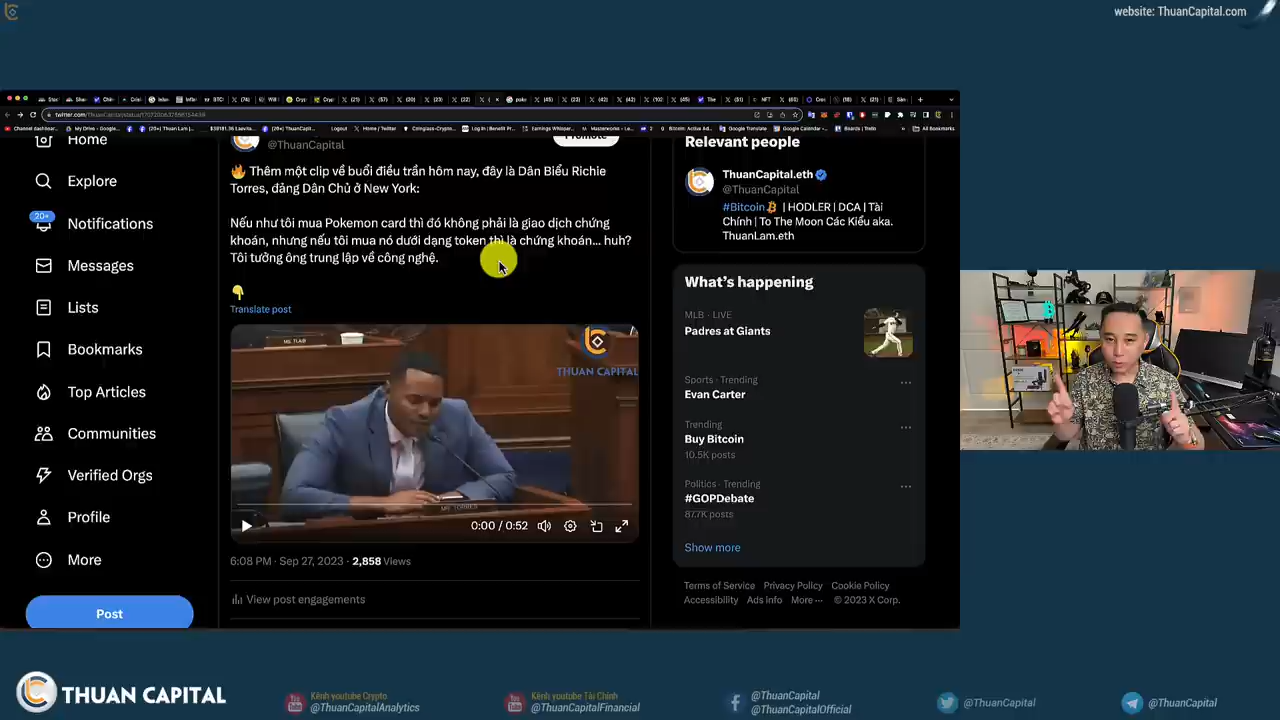 website: ThuanCapital.com
Home
Explore
20+
Notifications
Messages
Lists
Bookmarks
Top Articles
Communities
Verified Orgs
Profile
More
Post
@ThuanCapital
Promote
🔥 Thêm một clip về buổi điều trần hôm nay, đây là Dân Biểu Richie
Torres, đảng Dân Chủ ở New York:
Nếu như tôi mua Pokemon card thì đó không phải là giao dịch chứng
khoán, nhưng nếu tôi mua nó dưới dạng token thì là chứng khoán... huh?
Tôi tưởng ông trung lập về công nghệ.
👇
Translate post
THUAN CAPITAL
MR. TORRES
0:00 / 0:52
6:08 PM · Sep 27, 2023 · 2,858 Views
View post engagements
Relevant people
ThuanCapital.eth
@ThuanCapital
#Bitcoin | HODLER | DCA | Tài
Chính | To The Moon Các Kiểu aka.
ThuanLam.eth
What's happening
MLB · LIVE
Padres at Giants
Sports · Trending
Evan Carter
Trending
Buy Bitcoin
10.5K posts
Politics · Trending
#GOPDebate
87.7K posts
Show more
Terms of Service Privacy Policy Cookie Policy
Accessibility Ads info More ··· © 2023 X Corp.
THUAN CAPITAL
Kênh youtube Crypto
@ThuanCapitalAnalytics
Kênh youtube Tài Chính
@ThuanCapitalFinancial
@ThuanCapital
@ThuanCapitalOfficial
@ThuanCapital
@ThuanCapital